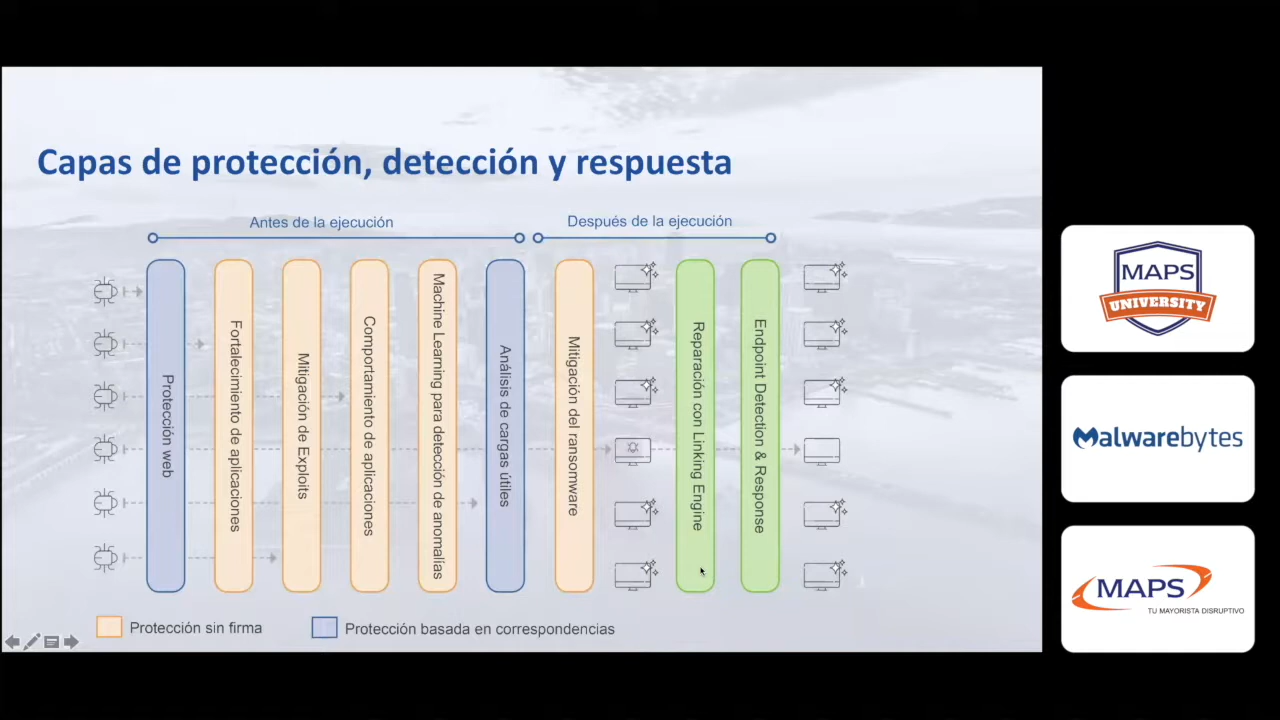 Capas de protección, detección y respuesta
Antes de la ejecución
Después de la ejecución
Protección web
Fortalecimiento de aplicaciones
Mitigación de Exploits
Comportamiento de aplicaciones
Machine Learning para detección de anomalías
Análisis de cargas útiles
Mitigación del ransomware
Reparación con Linking Engine
Endpoint Detection & Response
Protección sin firma
Protección basada en correspondencias
MAPS
UNIVERSITY
Malwarebytes
MAPS
TU MAYORISTA DISRUPTIVO